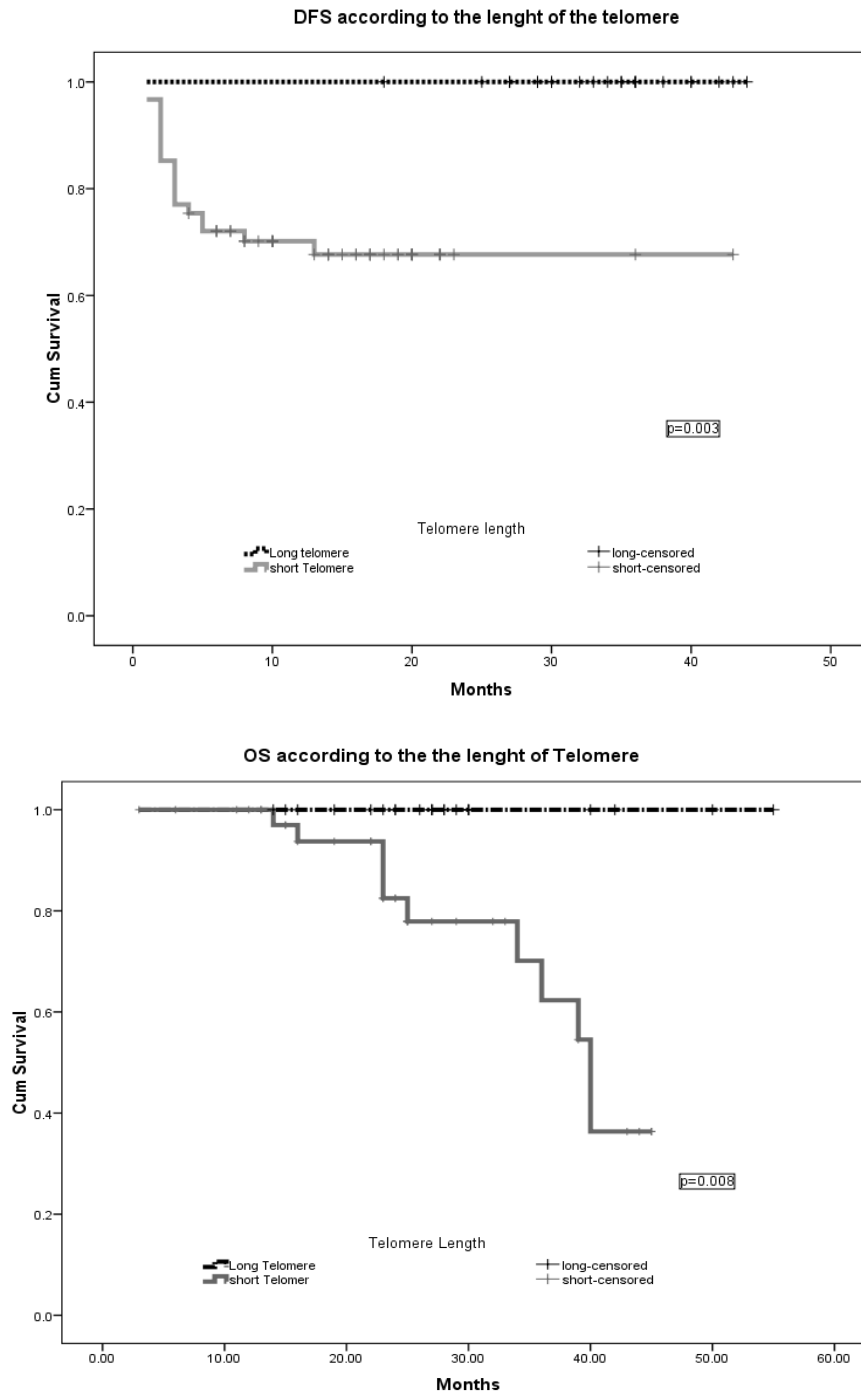 DFS according to the lenght of the telomere
1.0
0.8
0.6
0.4
0.2
0.0
Cum Survival
p=0.003
Telomere length
Long telomere long-censored
short Telomere short-censored
0 10 20 30 40 50
Months
OS according to the the lenght of Telomere
1.0
0.8
0.6
0.4
0.2
0.0
Cum Survival
p=0.008
Telomere Length
Long Telomere long-censored
short Telomer short-censored
0.00 10.00 20.00 30.00 40.00 50.00 60.00
Months